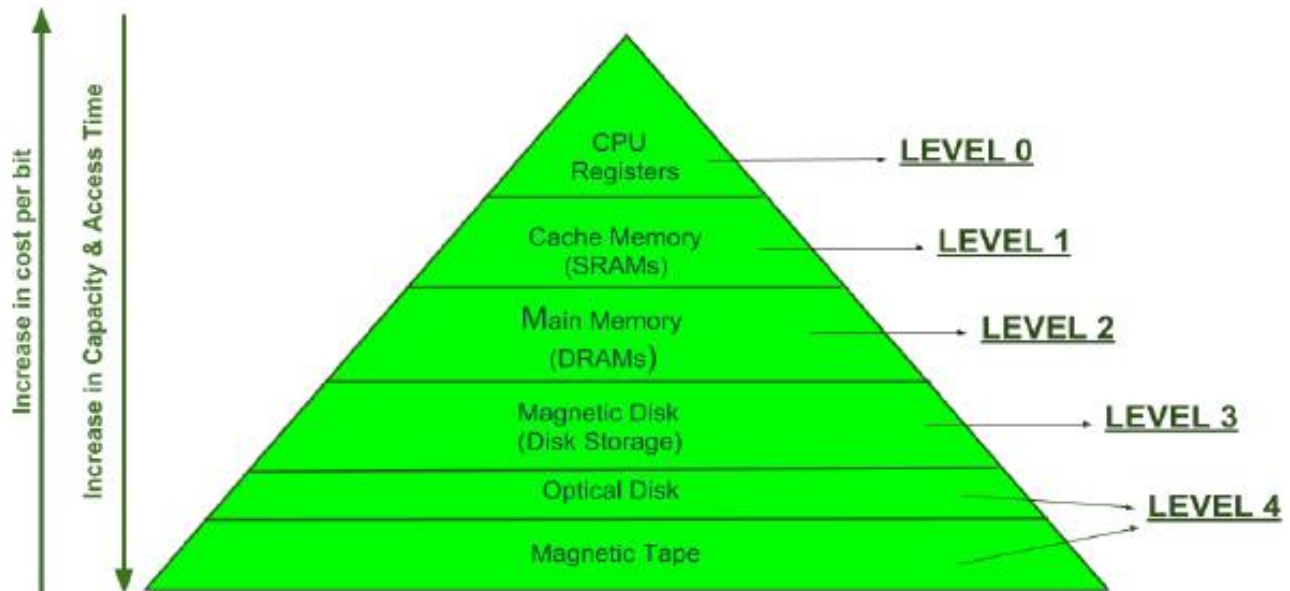 Increase in cost per bit
Increase in Capacity & Access Time
CPU
Registers
LEVEL 0
Cache Memory
(SRAMs)
LEVEL 1
Main Memory
(DRAMs)
LEVEL 2
Magnetic Disk
(Disk Storage)
LEVEL 3
Optical Disk
LEVEL 4
Magnetic Tape